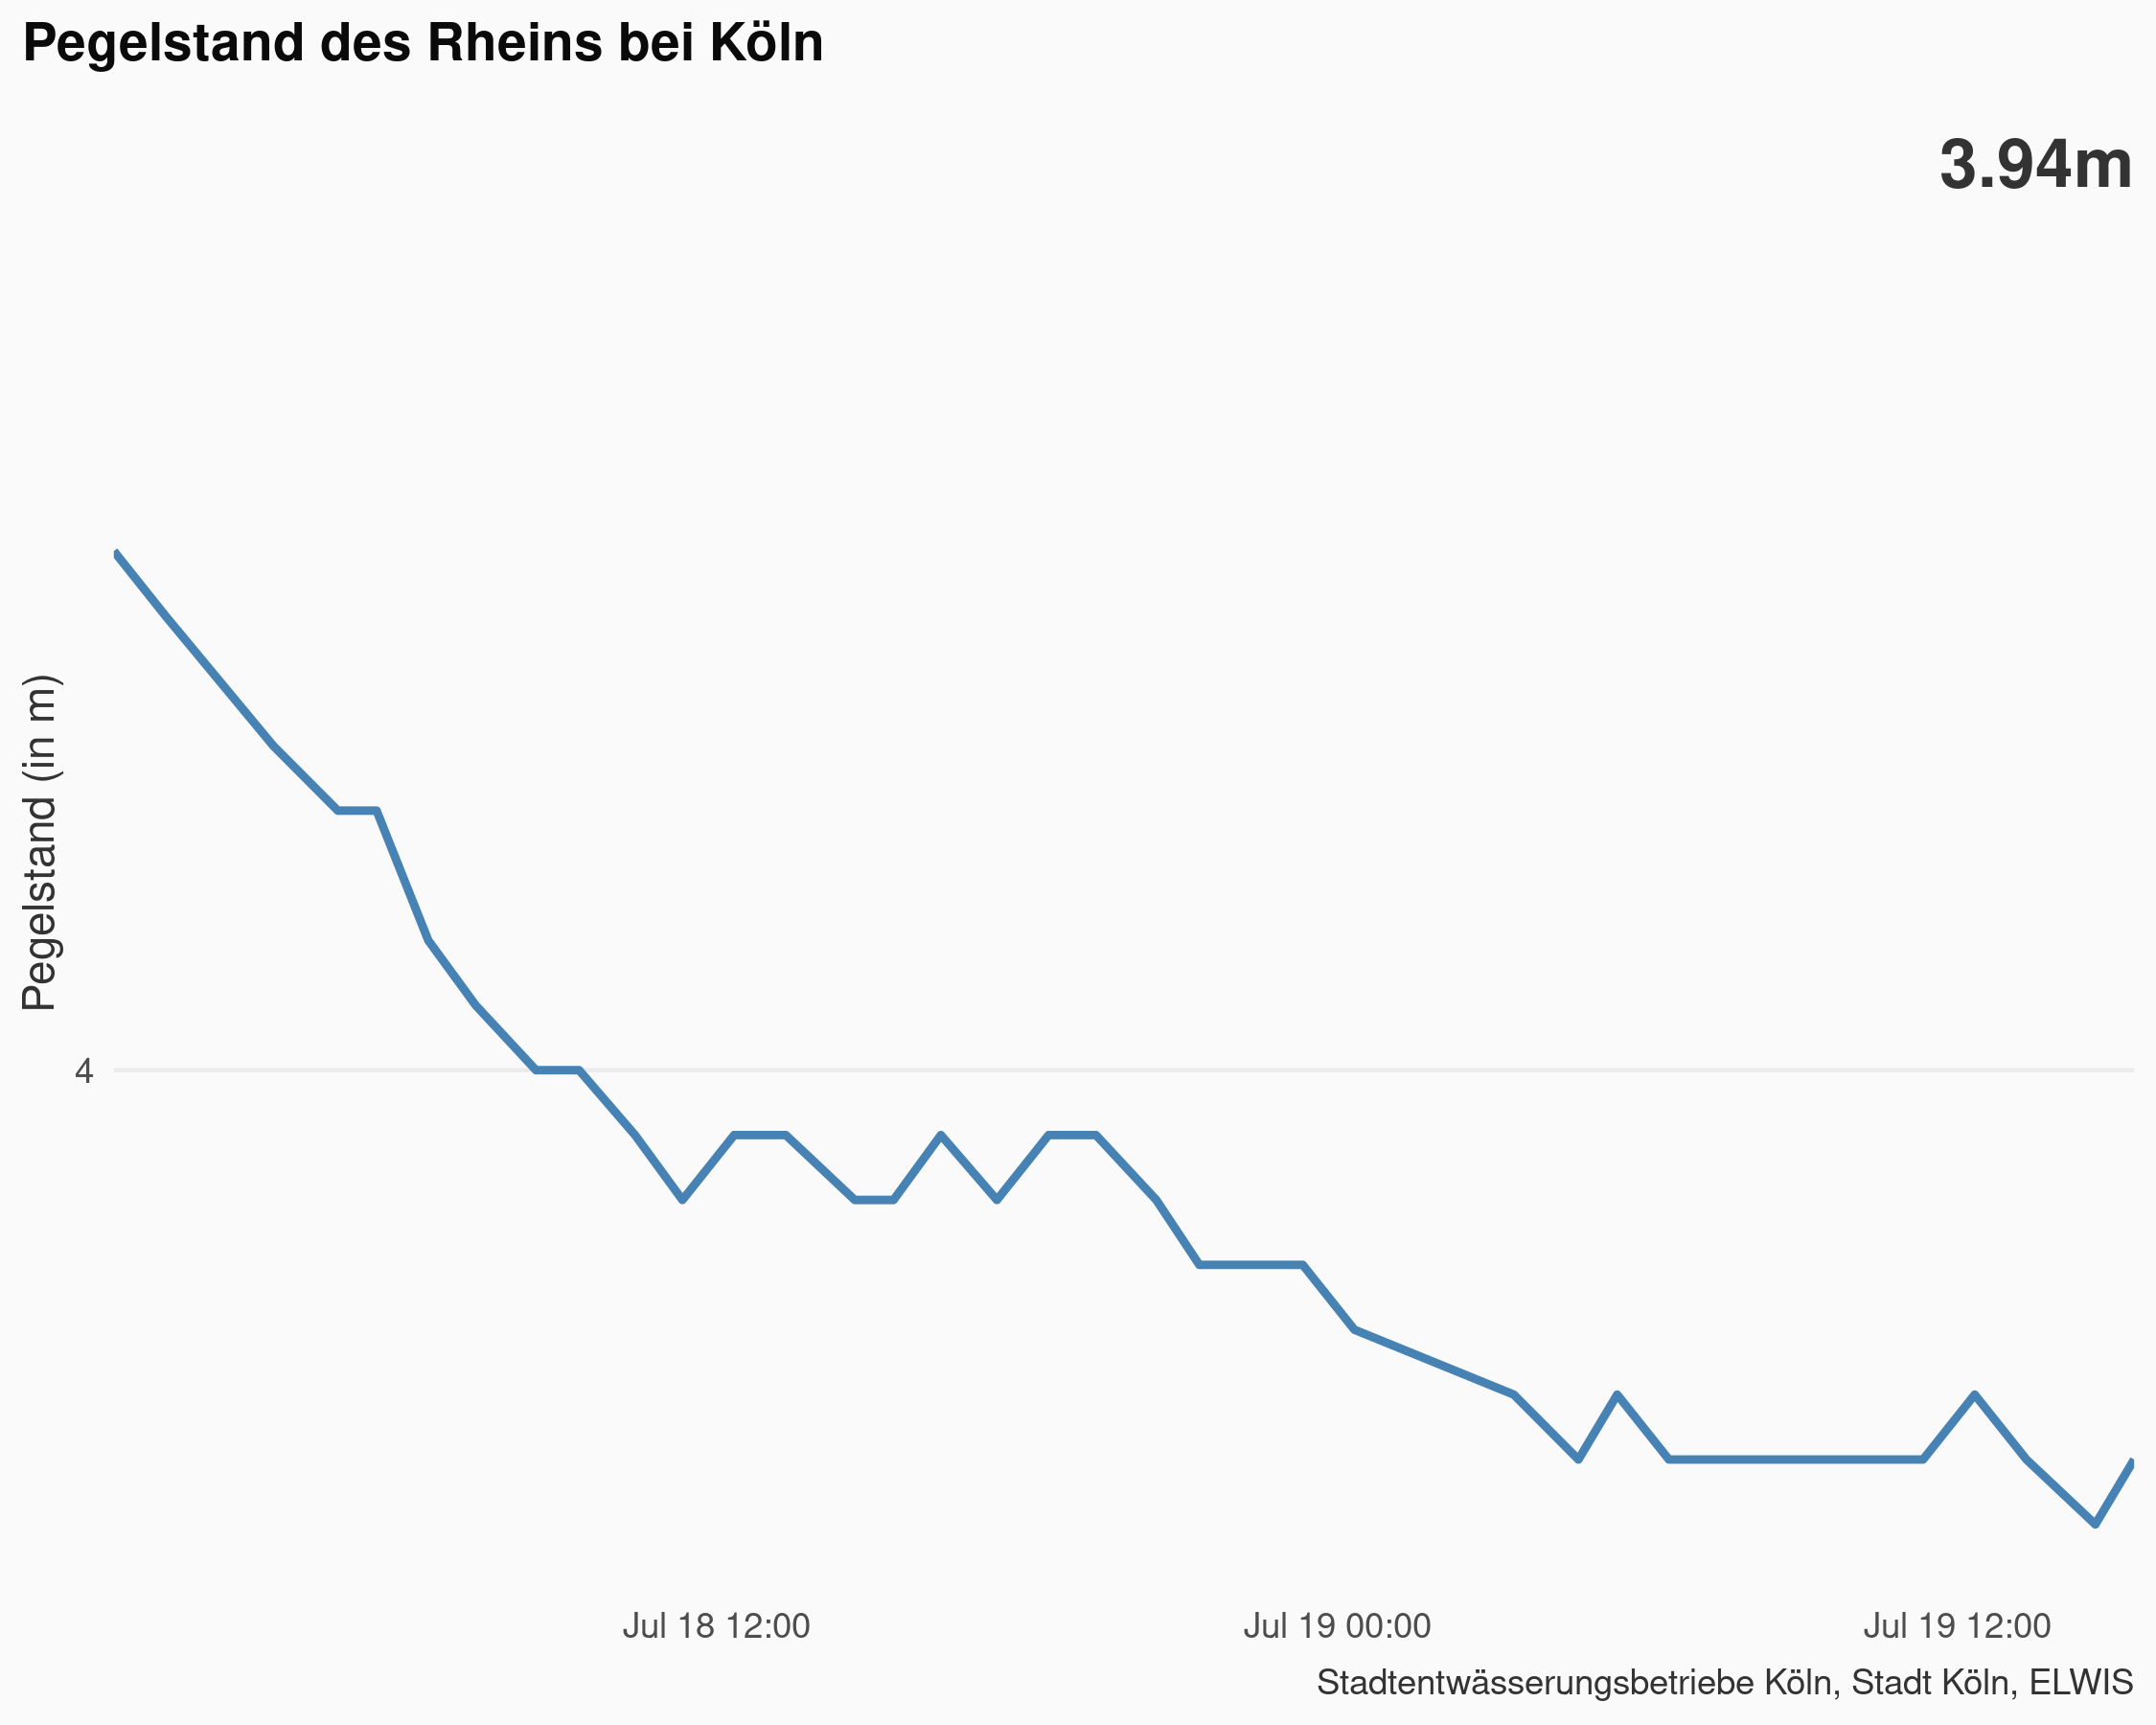 Pegelstand des Rheins bei Köln
3.94m
Pegelstand (in m)
4
Jul 18 12:00
Jul 19 00:00
Jul 19 12:00
Stadtentwässerungsbetriebe Köln, Stadt Köln, ELWIS